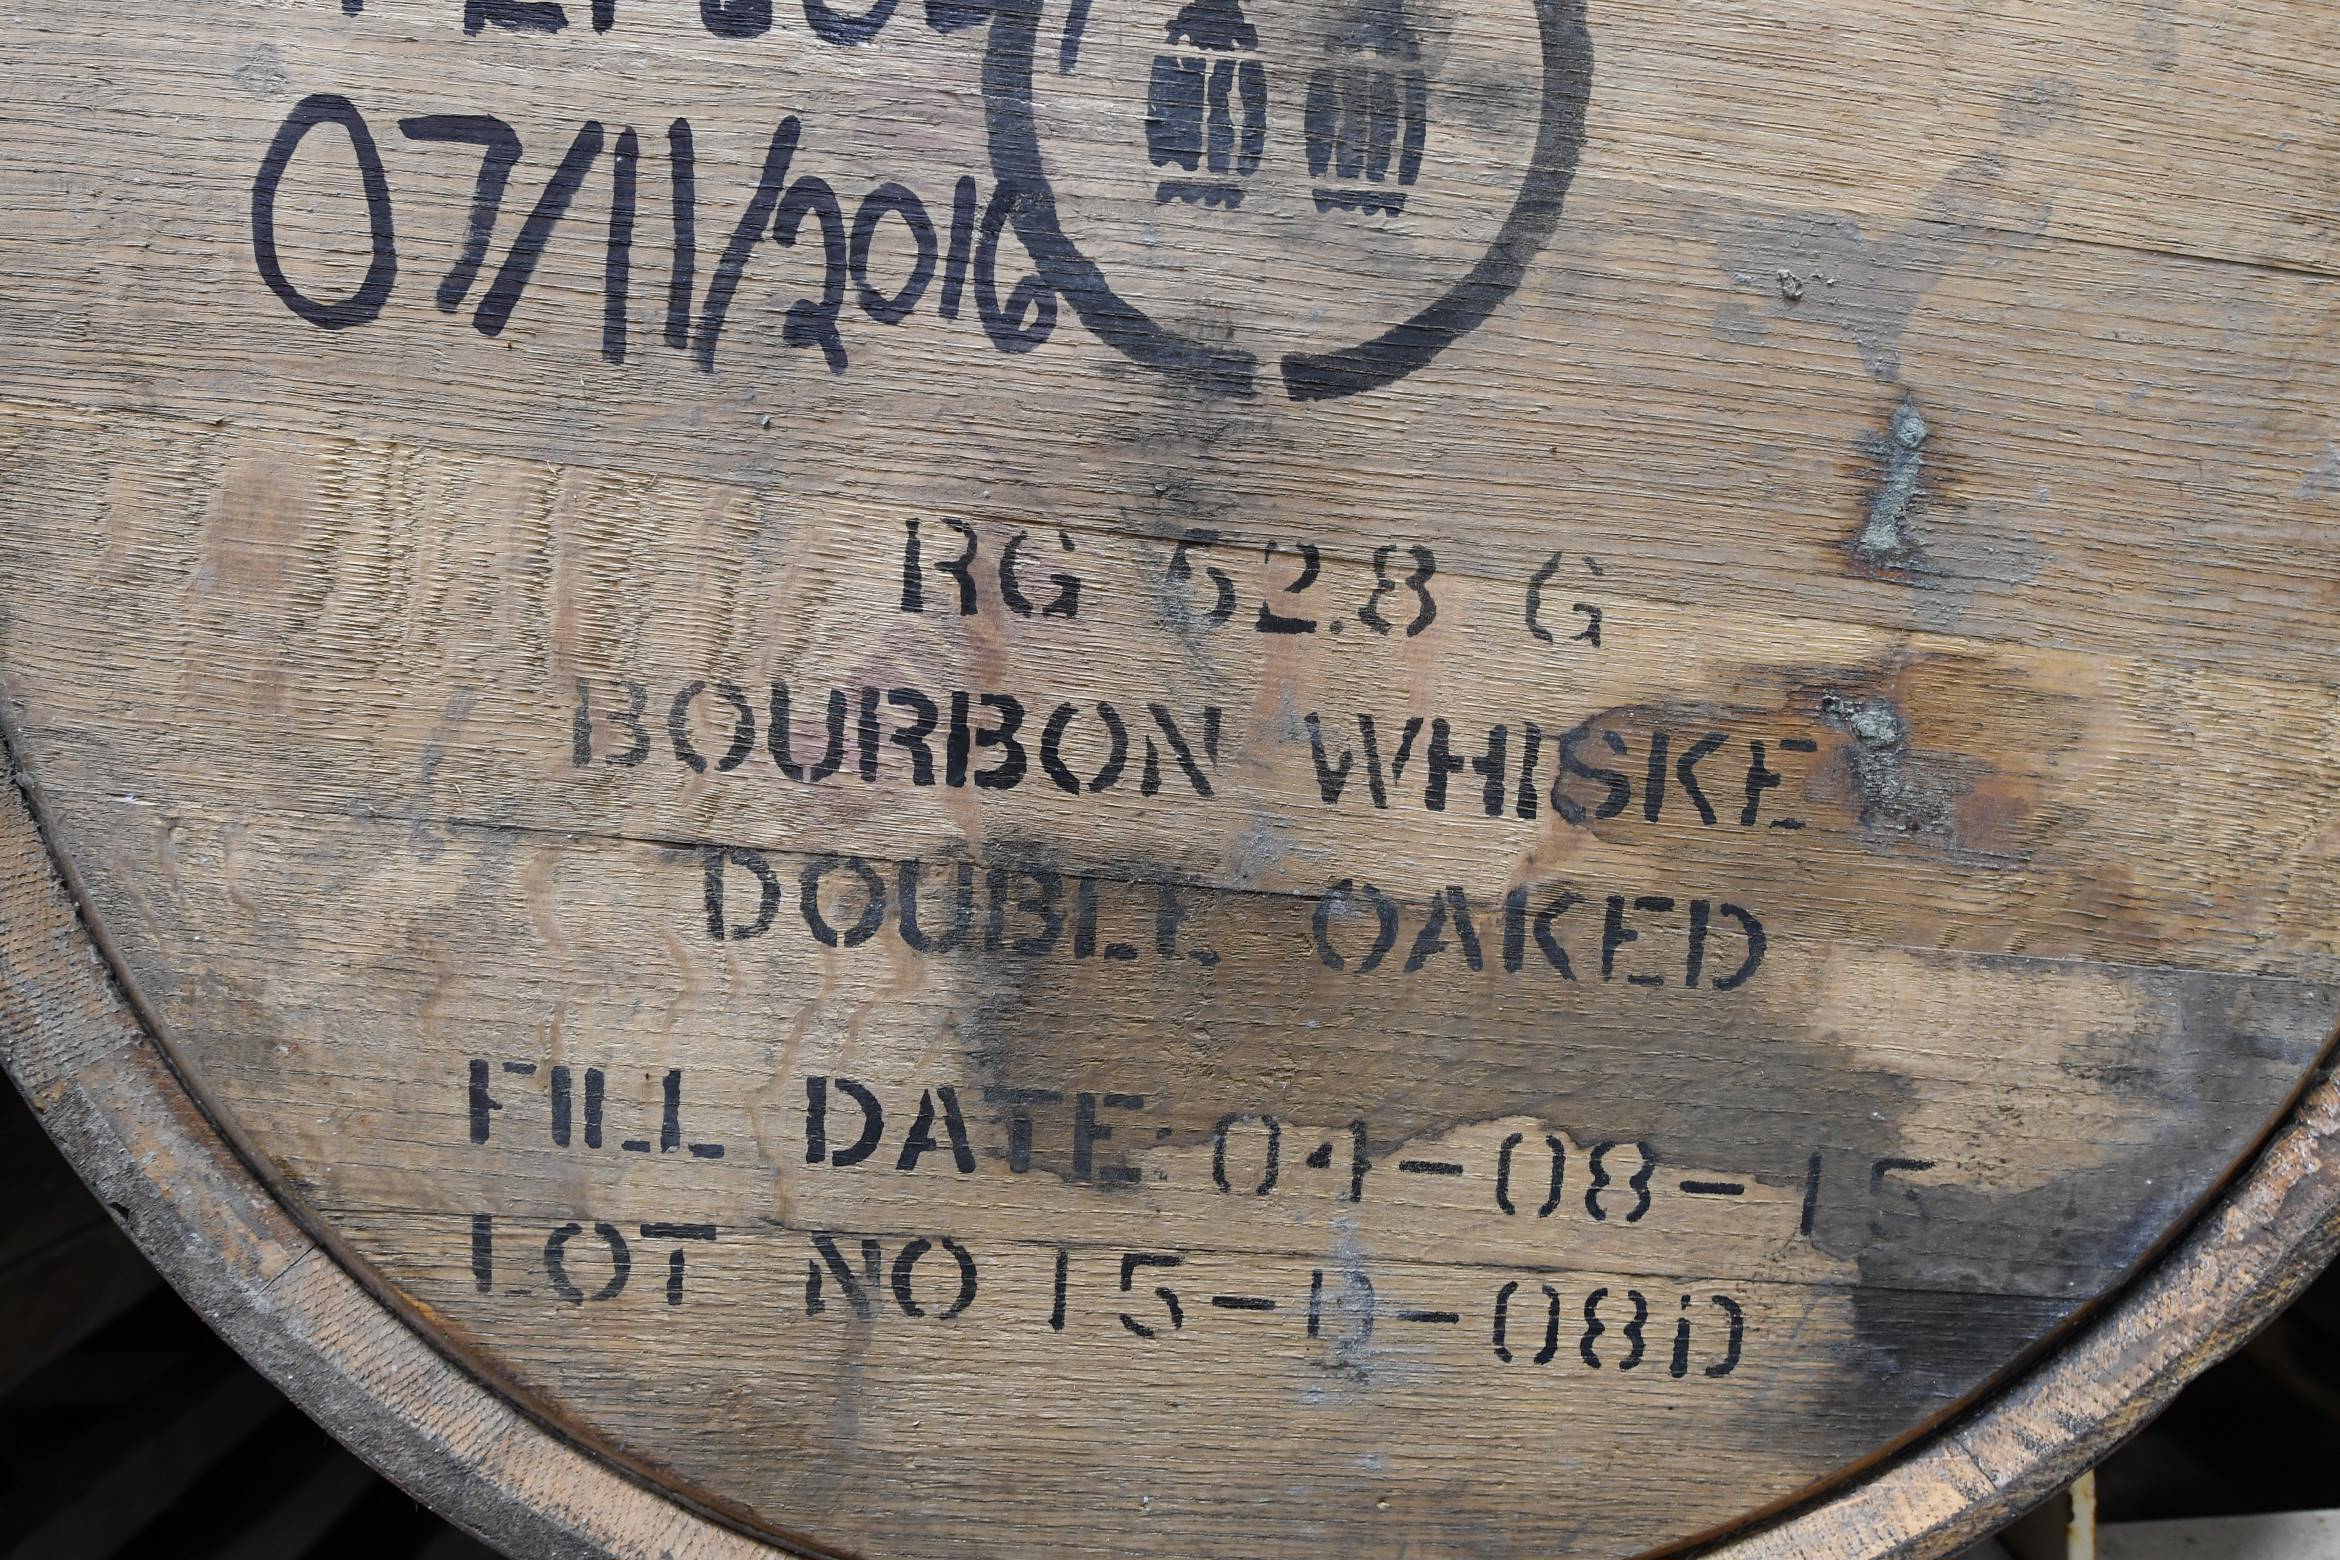 07/11/2016
RG 52.8 G
BOURBON WHISKE
DOUBLE OAKED
FILL DATE: 04-08-15
LOT NO 15-D-08D